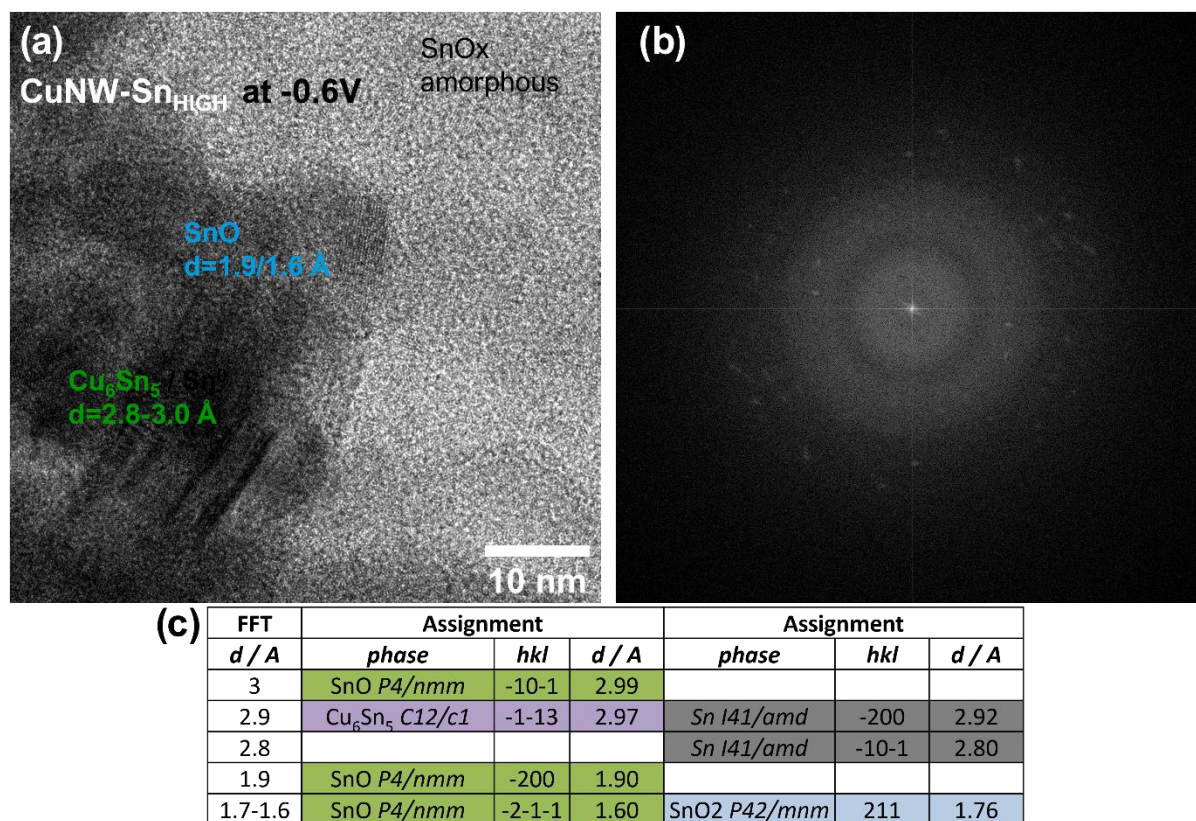 (a)
SnOx
amorphous
CuNW-SnHIGH at -0.6V
SnO
d=1.9/1.6 Å
Cu6Sn5 / Sn0
d=2.8-3.0 Å
10 nm
(b)
(c)
FFT Assignment Assignment
d / A phase hkl d / A phase hkl d / A
3 SnO P4/nmm -10-1 2.99
2.9 Cu6Sn5 C12/c1 -1-13 2.97 Sn I41/amd -200 2.92
2.8 Sn I41/amd -10-1 2.80
1.9 SnO P4/nmm -200 1.90
1.7-1.6 SnO P4/nmm -2-1-1 1.60 SnO2 P42/mnm 211 1.76